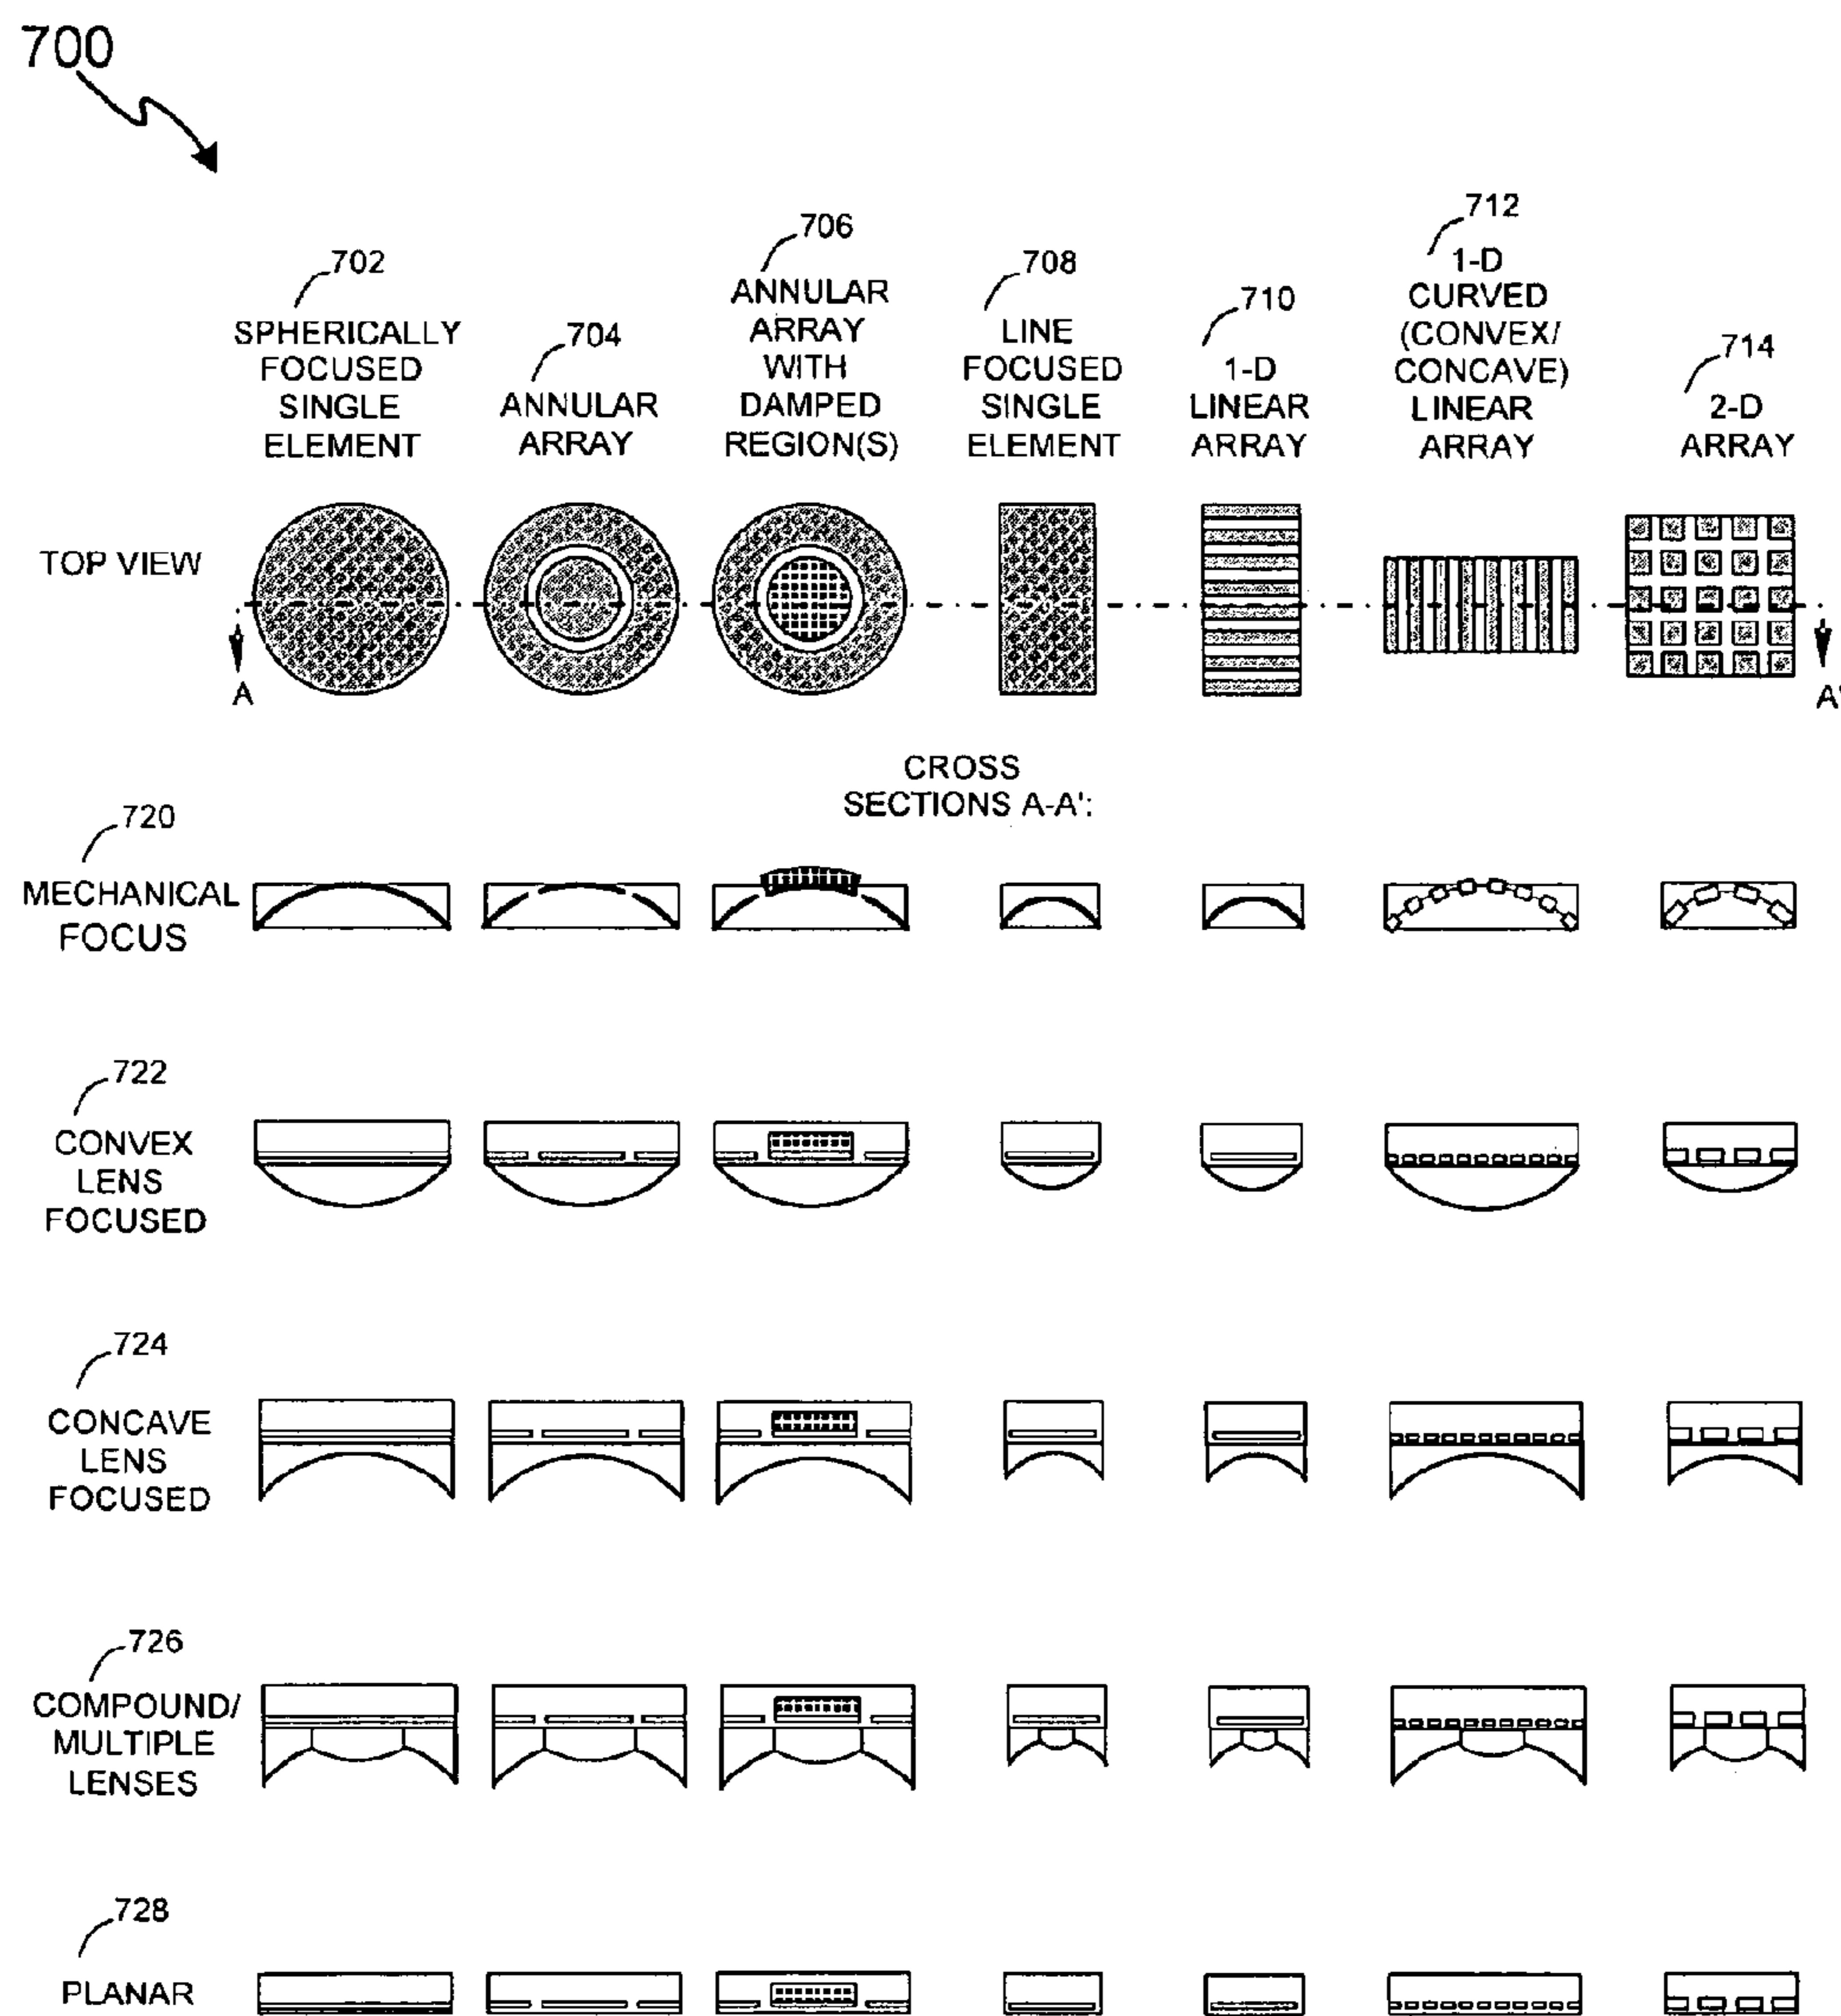 700
702
SPHERICALLY
FOCUSED
SINGLE
ELEMENT
704
ANNULAR
ARRAY
706
ANNULAR
ARRAY
WITH
DAMPED
REGION(S)
708
LINE
FOCUSED
SINGLE
ELEMENT
710
1-D
LINEAR
ARRAY
712
1-D
CURVED
(CONVEX/
CONCAVE)
LINEAR
ARRAY
714
2-D
ARRAY
TOP VIEW
A
A'
CROSS
SECTIONS A-A':
720
MECHANICAL
FOCUS
722
CONVEX
LENS
FOCUSED
724
CONCAVE
LENS
FOCUSED
726
COMPOUND/
MULTIPLE
LENSES
728
PLANAR